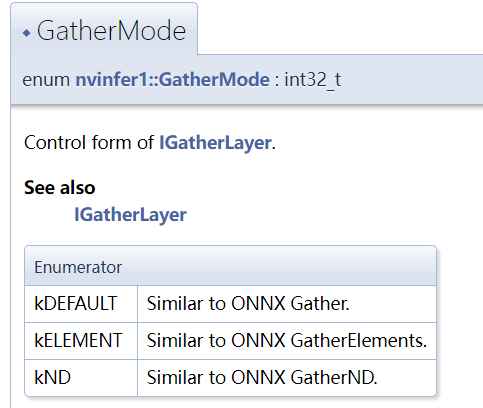 GatherMode
enum nvinfer1::GatherMode : int32_t
Control form of IGatherLayer.
See also
IGatherLayer
Enumerator
kDEFAULT Similar to ONNX Gather.
kELEMENT Similar to ONNX GatherElements.
kND Similar to ONNX GatherND.